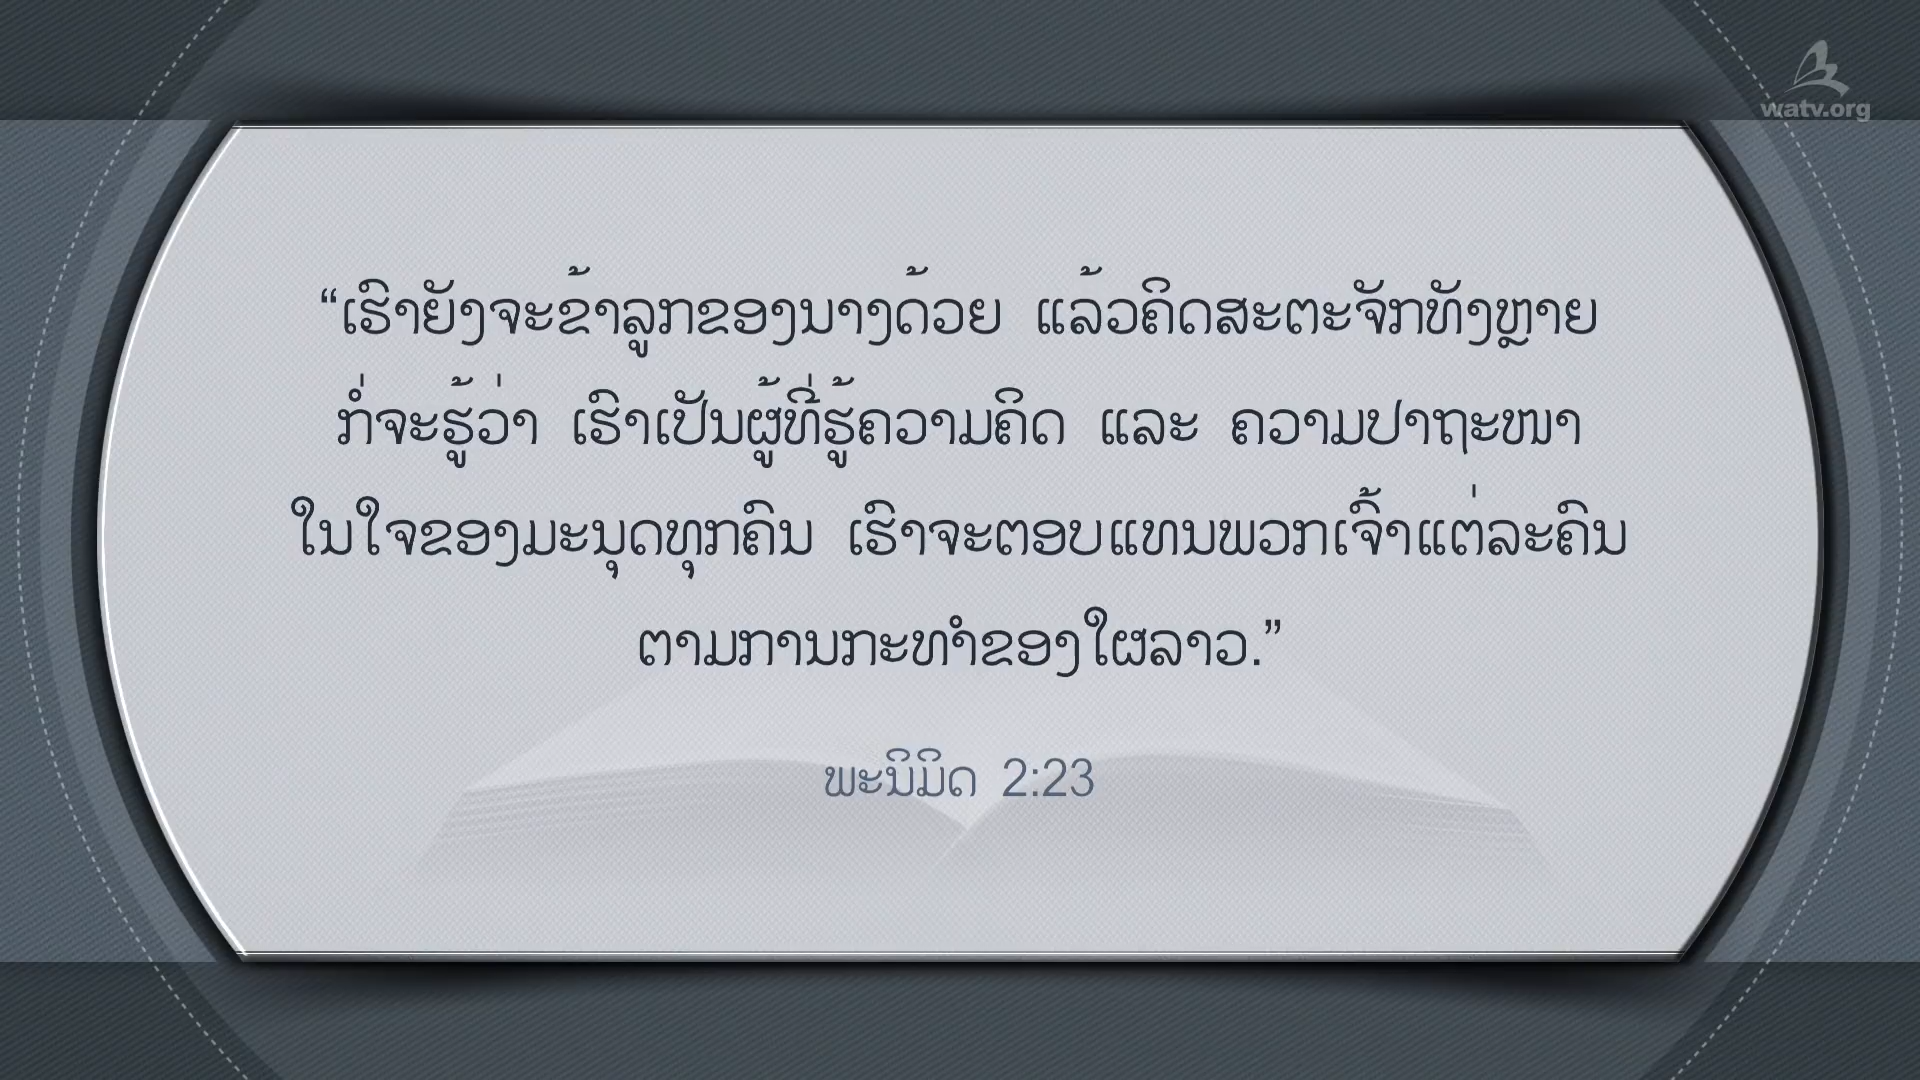 watv.org
“ເຮົາຍັງຈະຂ້າລູກຂອງນາງດ້ວຍ ແລ້ວຄິດສະຕະຈັກທັງຫຼາຍ
ກໍ່ຈະຮູ້ວ່າ ເຮົາເປັນຜູ້ທີ່ຮູ້ຄວາມຄິດ ແລະ ຄວາມປາຖະໜາ
ໃນໃຈຂອງມະນຸດທຸກຄົນ ເຮົາຈະຕອບແທນພວກເຈົ້າແຕ່ລະຄົນ
ຕາມການກະທຳຂອງໃຜລາວ.”
ພະນິມິດ 2:23